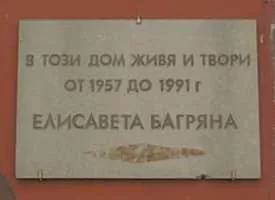 В ТОЗИ ДОМ ЖИВЯ И ТВОРИ
ОТ 1957 ДО 1991 г
ЕЛИСАВЕТА БАГРЯНА